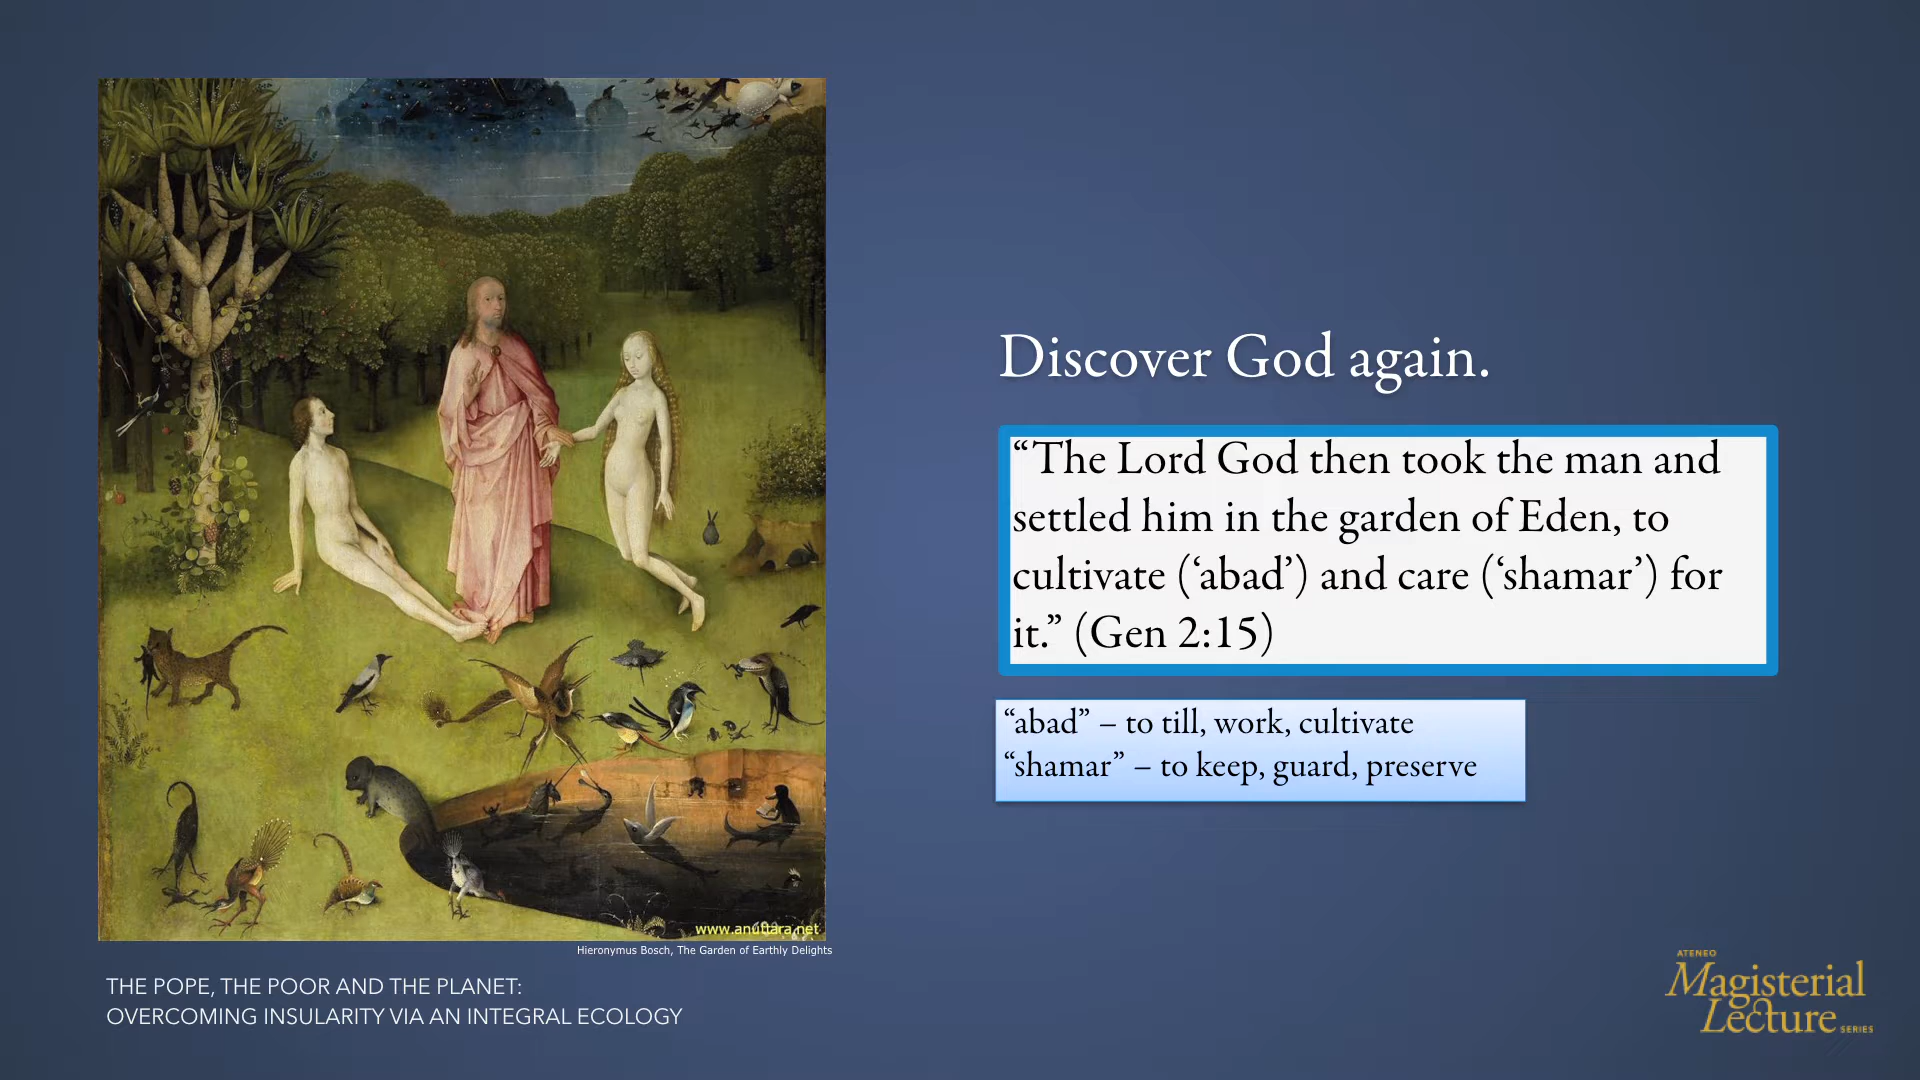 Discover God again.
“The Lord God then took the man and
settled him in the garden of Eden, to
cultivate (‘abad’) and care (‘shamar’) for
it.” (Gen 2:15)
“abad” – to till, work, cultivate
“shamar” – to keep, guard, preserve
www.anuttara.net
Hieronymus Bosch, The Garden of Earthly Delights
THE POPE, THE POOR AND THE PLANET:
OVERCOMING INSULARITY VIA AN INTEGRAL ECOLOGY
ATENEO
Magisterial
Lecture SERIES